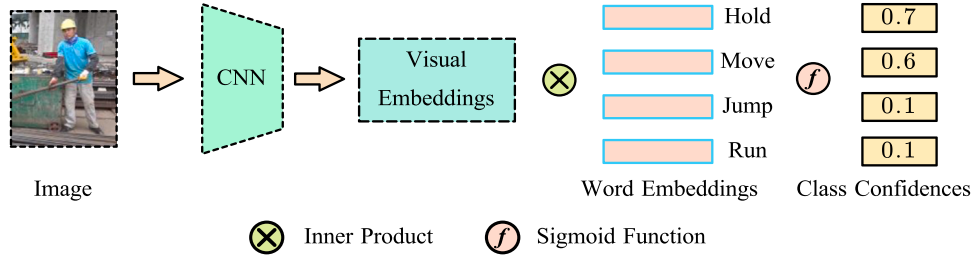 Hold
0.7
CNN
Visual
Embeddings
Move
f
0.6
Jump
0.1
Run
0.1
Image
Word Embeddings
Class Confidences
Inner Product
f
Sigmoid Function